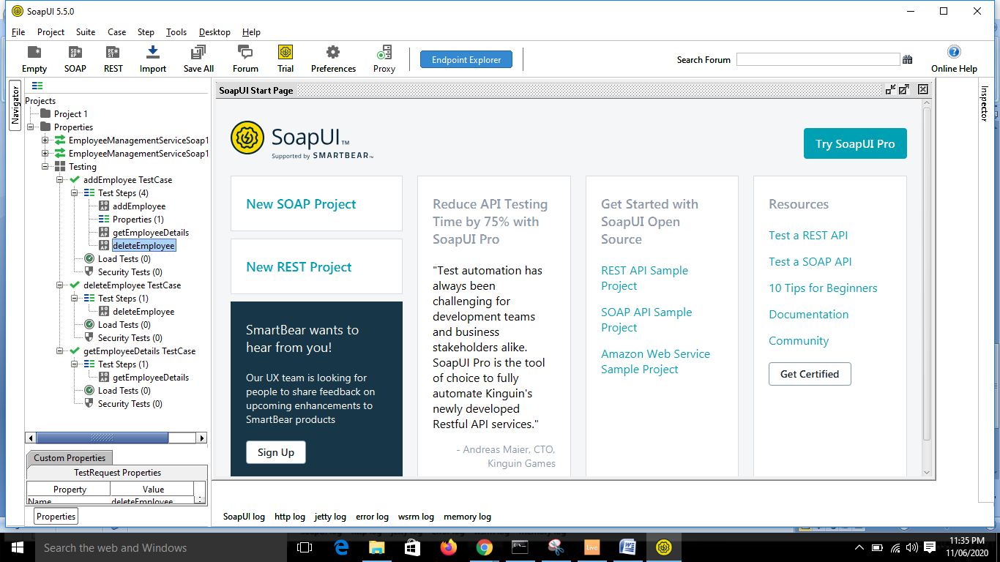 SoapUI 5.5.0
File Project Suite Case Step Tools Desktop Help
Empty SOAP REST Import Save All Forum Trial Preferences Proxy Endpoint Explorer Search Forum Online Help
Navigator
Inspector
Projects
Project 1
Properties
EmployeeManagementServiceSoap1
EmployeeManagementServiceSoap1
Testing
addEmployee TestCase
Test Steps (4)
addEmployee
Properties (1)
getEmployeeDetails
deleteEmployee
Load Tests (0)
Security Tests (0)
deleteEmployee TestCase
Test Steps (1)
deleteEmployee
Load Tests (0)
Security Tests (0)
getEmployeeDetails TestCase
Test Steps (1)
getEmployeeDetails
Load Tests (0)
Security Tests (0)
Custom Properties
TestRequest Properties
Property Value
Name deleteEmployee
Properties
SoapUI Start Page
SoapUI™
Supported by SMARTBEAR™
Try SoapUI Pro
New SOAP Project
New REST Project
SmartBear wants to
hear from you!
Our UX team is looking for
people to share feedback on
upcoming enhancements to
SmartBear products
Sign Up
Reduce API Testing
Time by 75% with
SoapUI Pro
"Test automation has
always been
challenging for
development teams
and business
stakeholders alike.
SoapUI Pro is the tool
of choice to fully
automate Kinguin's
newly developed
Restful API services."
- Andreas Maier, CTO,
Kinguin Games
Get Started with
SoapUI Open
Source
REST API Sample
Project
SOAP API Sample
Project
Amazon Web Service
Sample Project
Resources
Test a REST API
Test a SOAP API
10 Tips for Beginners
Documentation
Community
Get Certified
SoapUI log http log jetty log error log wsrm log memory log
Search the web and Windows
Live
11:35 PM
11/06/2020